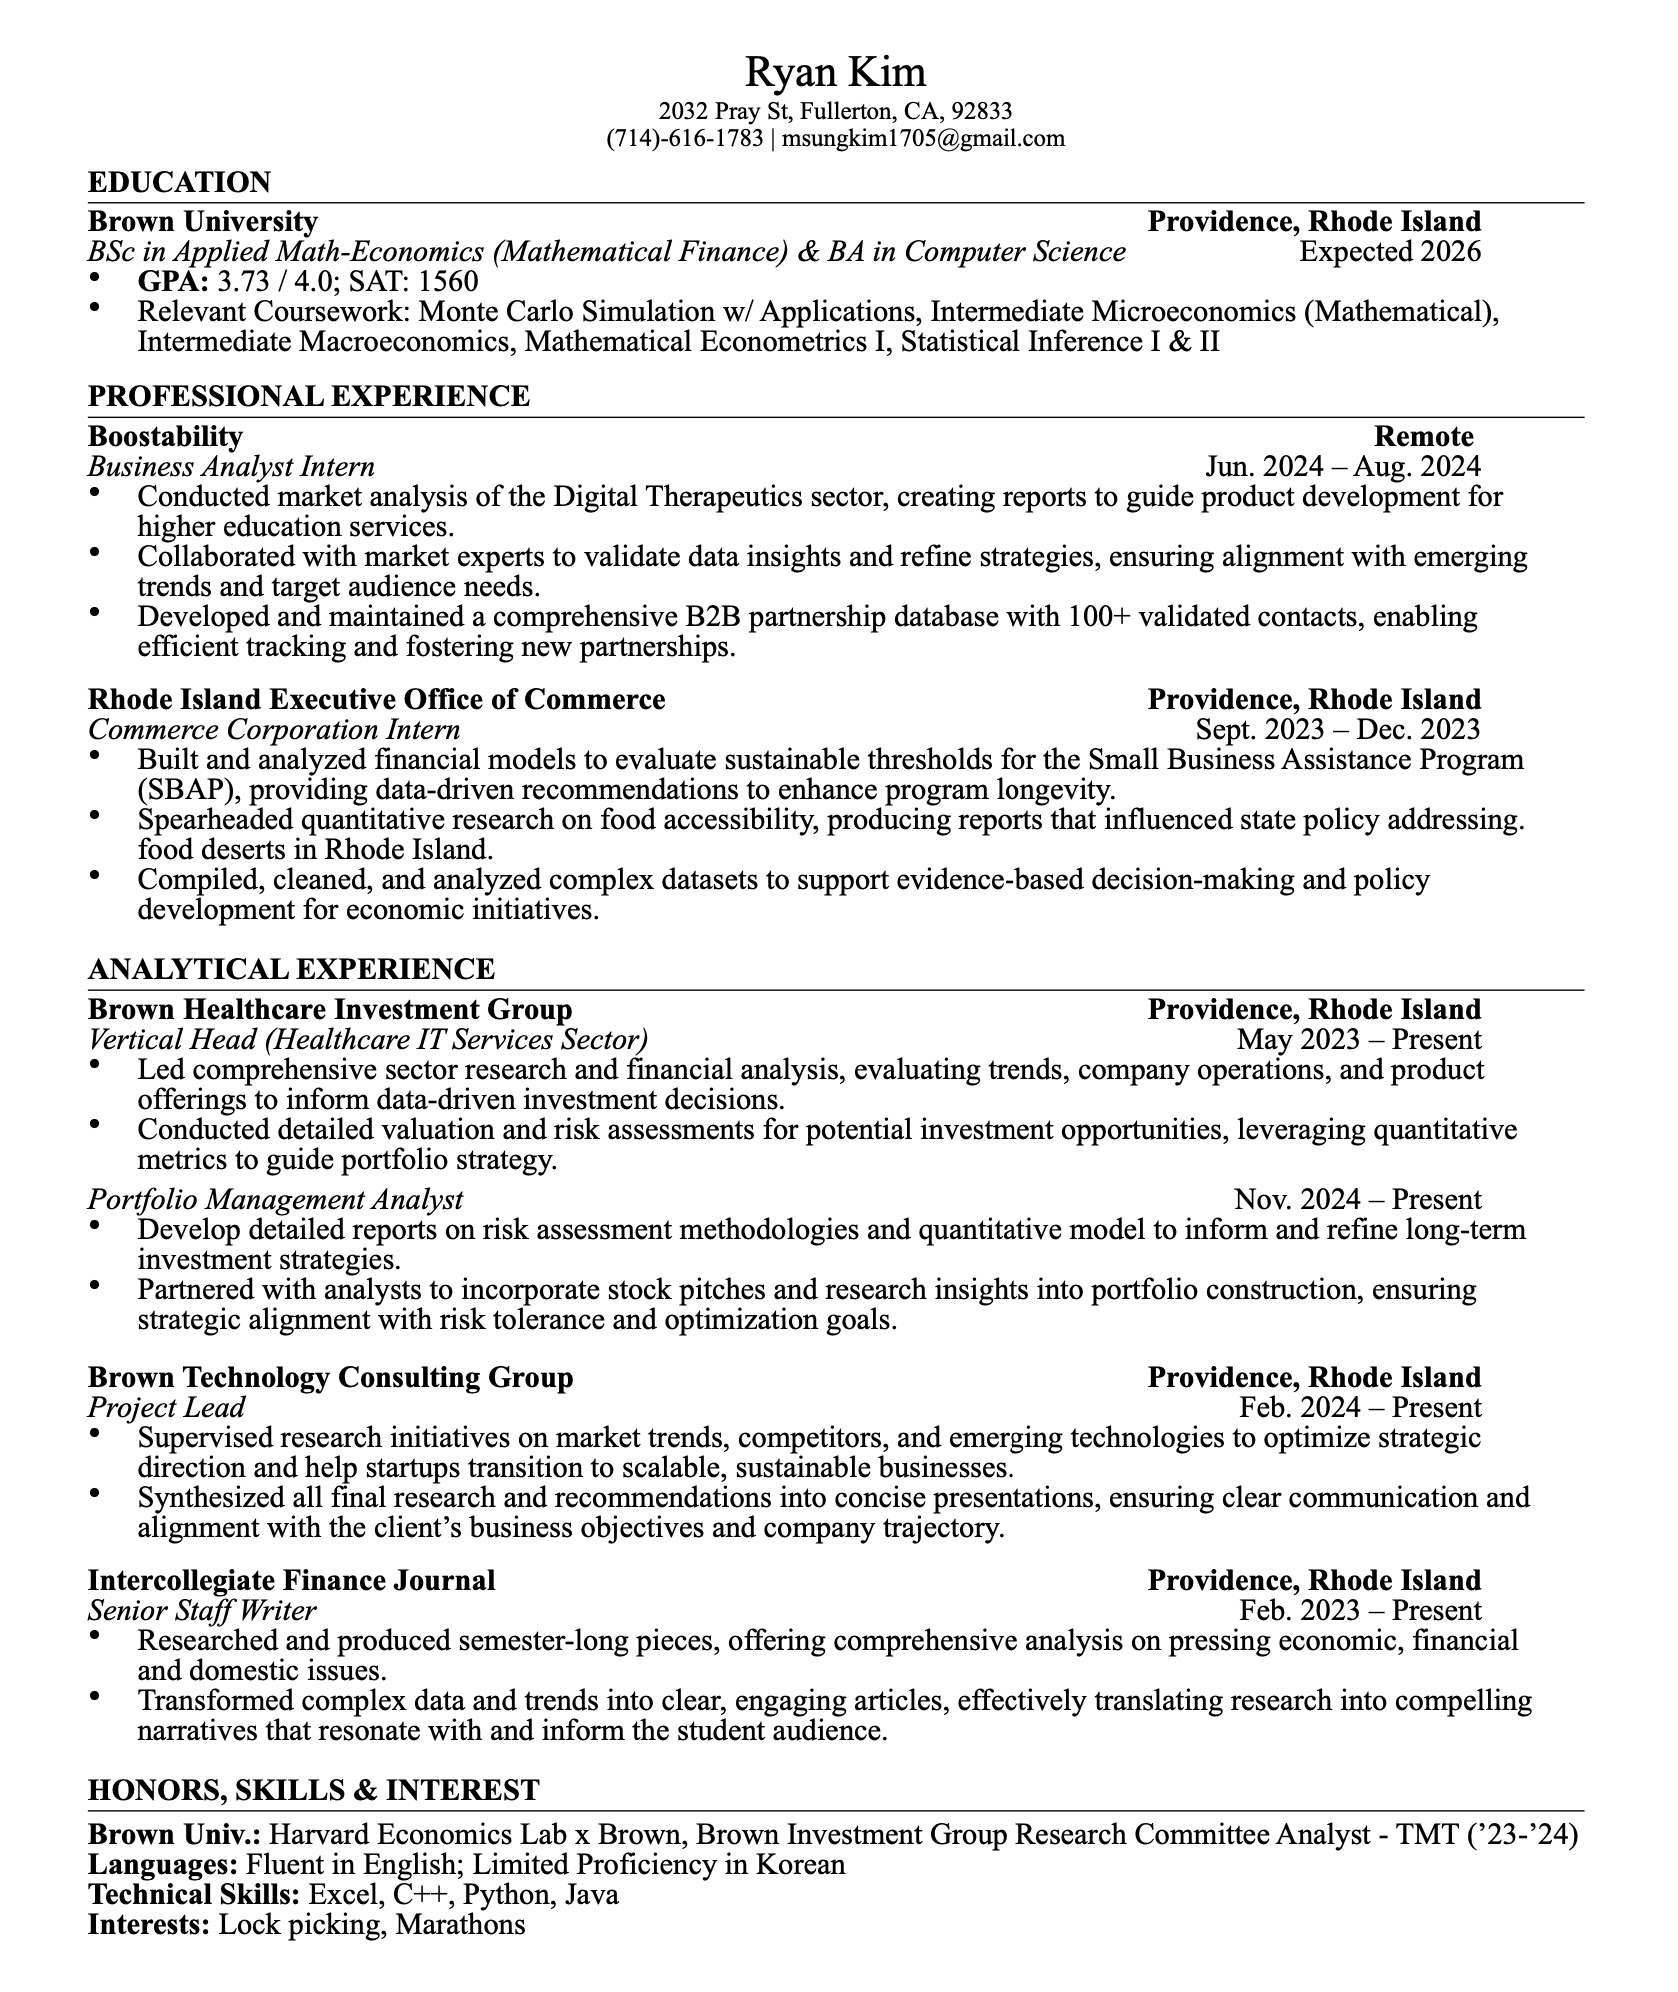 Ryan Kim
2032 Pray St, Fullerton, CA, 92833
(714)-616-1783 | msungkim1705@gmail.com
EDUCATION
Brown University Providence, Rhode Island
BSc in Applied Math-Economics (Mathematical Finance) & BA in Computer Science Expected 2026
• GPA: 3.73 / 4.0; SAT: 1560
• Relevant Coursework: Monte Carlo Simulation w/ Applications, Intermediate Microeconomics (Mathematical),
Intermediate Macroeconomics, Mathematical Econometrics I, Statistical Inference I & II
PROFESSIONAL EXPERIENCE
Boostability Remote
Business Analyst Intern Jun. 2024 – Aug. 2024
• Conducted market analysis of the Digital Therapeutics sector, creating reports to guide product development for
higher education services.
• Collaborated with market experts to validate data insights and refine strategies, ensuring alignment with emerging
trends and target audience needs.
• Developed and maintained a comprehensive B2B partnership database with 100+ validated contacts, enabling
efficient tracking and fostering new partnerships.
Rhode Island Executive Office of Commerce Providence, Rhode Island
Commerce Corporation Intern Sept. 2023 – Dec. 2023
• Built and analyzed financial models to evaluate sustainable thresholds for the Small Business Assistance Program
(SBAP), providing data-driven recommendations to enhance program longevity.
• Spearheaded quantitative research on food accessibility, producing reports that influenced state policy addressing.
food deserts in Rhode Island.
• Compiled, cleaned, and analyzed complex datasets to support evidence-based decision-making and policy
development for economic initiatives.
ANALYTICAL EXPERIENCE
Brown Healthcare Investment Group Providence, Rhode Island
Vertical Head (Healthcare IT Services Sector) May 2023 – Present
• Led comprehensive sector research and financial analysis, evaluating trends, company operations, and product
offerings to inform data-driven investment decisions.
• Conducted detailed valuation and risk assessments for potential investment opportunities, leveraging quantitative
metrics to guide portfolio strategy.
Portfolio Management Analyst Nov. 2024 – Present
• Develop detailed reports on risk assessment methodologies and quantitative model to inform and refine long-term
investment strategies.
• Partnered with analysts to incorporate stock pitches and research insights into portfolio construction, ensuring
strategic alignment with risk tolerance and optimization goals.
Brown Technology Consulting Group Providence, Rhode Island
Project Lead Feb. 2024 – Present
• Supervised research initiatives on market trends, competitors, and emerging technologies to optimize strategic
direction and help startups transition to scalable, sustainable businesses.
• Synthesized all final research and recommendations into concise presentations, ensuring clear communication and
alignment with the client’s business objectives and company trajectory.
Intercollegiate Finance Journal Providence, Rhode Island
Senior Staff Writer Feb. 2023 – Present
• Researched and produced semester-long pieces, offering comprehensive analysis on pressing economic, financial
and domestic issues.
• Transformed complex data and trends into clear, engaging articles, effectively translating research into compelling
narratives that resonate with and inform the student audience.
HONORS, SKILLS & INTEREST
Brown Univ.: Harvard Economics Lab x Brown, Brown Investment Group Research Committee Analyst - TMT (’23-’24)
Languages: Fluent in English; Limited Proficiency in Korean
Technical Skills: Excel, C++, Python, Java
Interests: Lock picking, Marathons